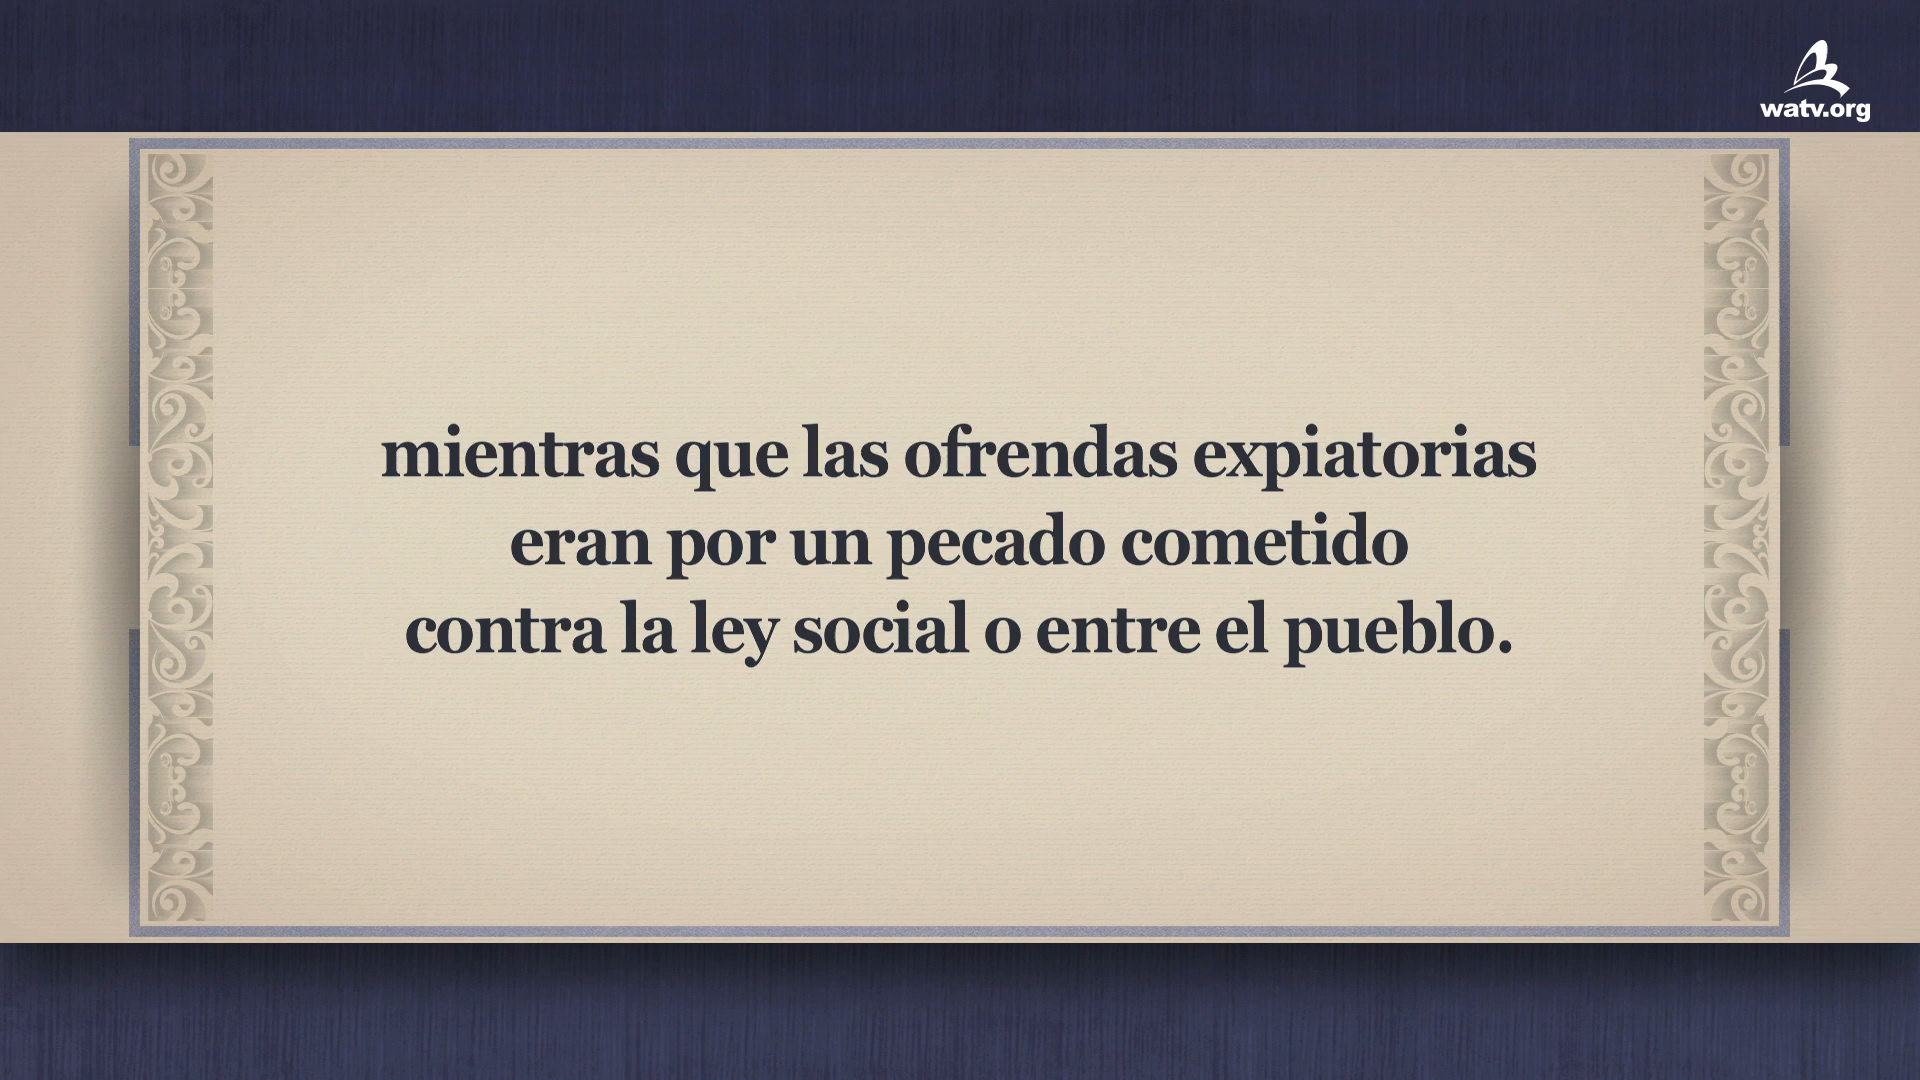 watv.org
mientras que las ofrendas expiatorias
eran por un pecado cometido
contra la ley social o entre el pueblo.